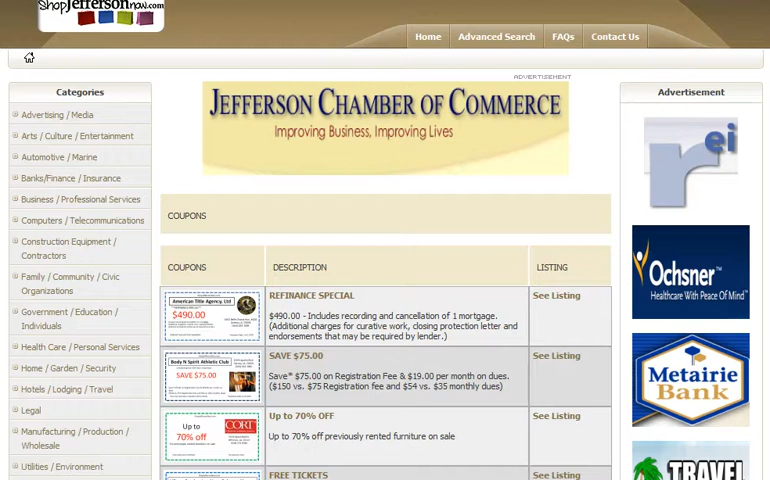 ShopJeffersonnow.com
Home
Advanced Search
FAQs
Contact Us
ADVERTISEMENT
Categories
Advertising / Media
Arts / Culture / Entertainment
Automotive / Marine
Banks/Finance / Insurance
Business / Professional Services
Computers / Telecommunications
Construction Equipment /
Contractors
Family / Community / Civic
Organizations
Government / Education /
Individuals
Health Care / Personal Services
Home / Garden / Security
Hotels / Lodging / Travel
Legal
Manufacturing / Production /
Wholesale
Utilities / Environment
JEFFERSON CHAMBER OF COMMERCE
Improving Business, Improving Lives
COUPONS
COUPONS
DESCRIPTION
LISTING
American Title Agency, Ltd
$490.00
REFINANCE SPECIAL
$490.00 - Includes recording and cancellation of 1 mortgage.
(Additional charges for curative work, closing protection letter and
endorsements that may be required by lender.)
See Listing
Body N Spirit Athletic Club
SAVE $75.00
SAVE $75.00
Save* $75.00 on Registration Fee & $19.00 per month on dues.
($150 vs. $75 Registration fee and $54 vs. $35 monthly dues)
See Listing
Up to
70% off
CORT
Up to 70% OFF
Up to 70% off previously rented furniture on sale
See Listing
FREE TICKETS
See Listing
Advertisement
rei
Ochsner™
Healthcare With Peace Of Mind™
Metairie
Bank
TRAVEL